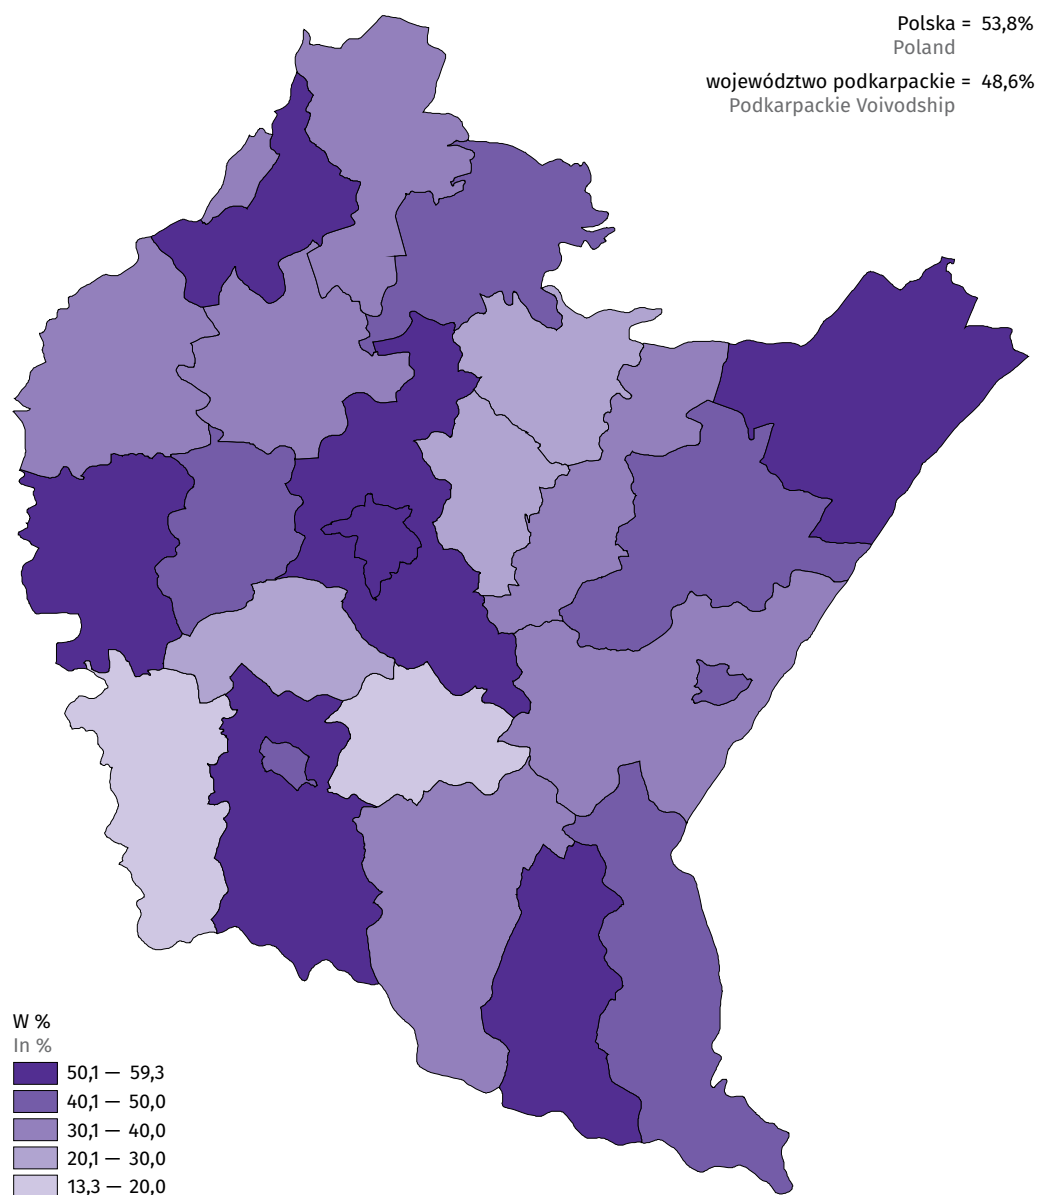 Polska = 53,8%
Poland
województwo podkarpackie = 48,6%
Podkarpackie Voivodship
W %
In %
50,1 — 59,3
40,1 — 50,0
30,1 — 40,0
20,1 — 30,0
13,3 — 20,0